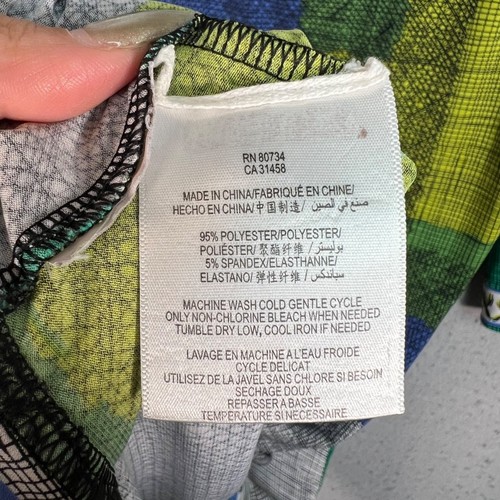 RN 80734
CA 31458
MADE IN CHINA/FABRIQUÉ EN CHINE/
HECHO EN CHINA/中国制造/ صنع في الصين
95% POLYESTER/POLYESTER/
POLIÉSTER/聚酯纤维/ بوليستر/
5% SPANDEX/ELASTHANNE/
ELASTANO/弹性纤维/ سباندكس
MACHINE WASH COLD GENTLE CYCLE
ONLY NON-CHLORINE BLEACH WHEN NEEDED
TUMBLE DRY LOW, COOL IRON IF NEEDED
LAVAGE EN MACHINE A L'EAU FROIDE
CYCLE DELICAT
UTILISEZ DE LA JAVEL SANS CHLORE SI BESOIN
SECHAGE DOUX
REPASSER A BASSE
TEMPERATURE SI NECESSAIRE